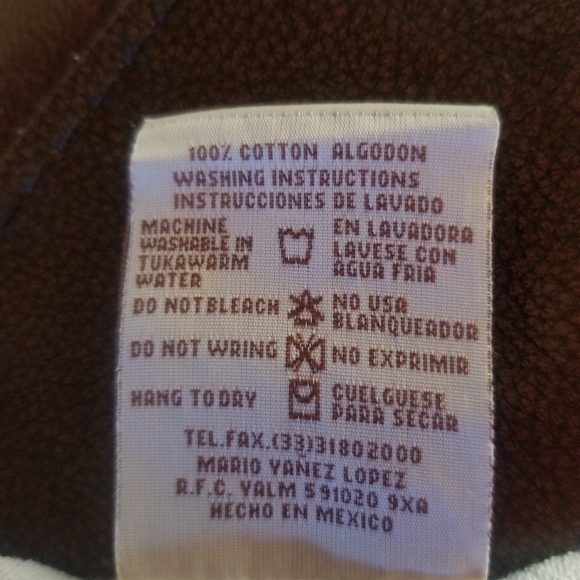 100% COTTON ALGODON
WASHING INSTRUCTIONS
INSTRUCCIONES DE LAVADO
MACHINE
WASHABLE IN
TUKAWARM
WATER
EN LAVADORA
LAVESE CON
AGUA FRIA
DO NOT BLEACH
NO USA
BLANQUEADOR
DO NOT WRING
NO EXPRIMIR
HANG TO DRY
CUELGUESE
PARA SECAR
TEL.FAX.(33)31802000
MARIO YAÑEZ LOPEZ
R.F.C. YALM 591020 9XA
HECHO EN MEXICO